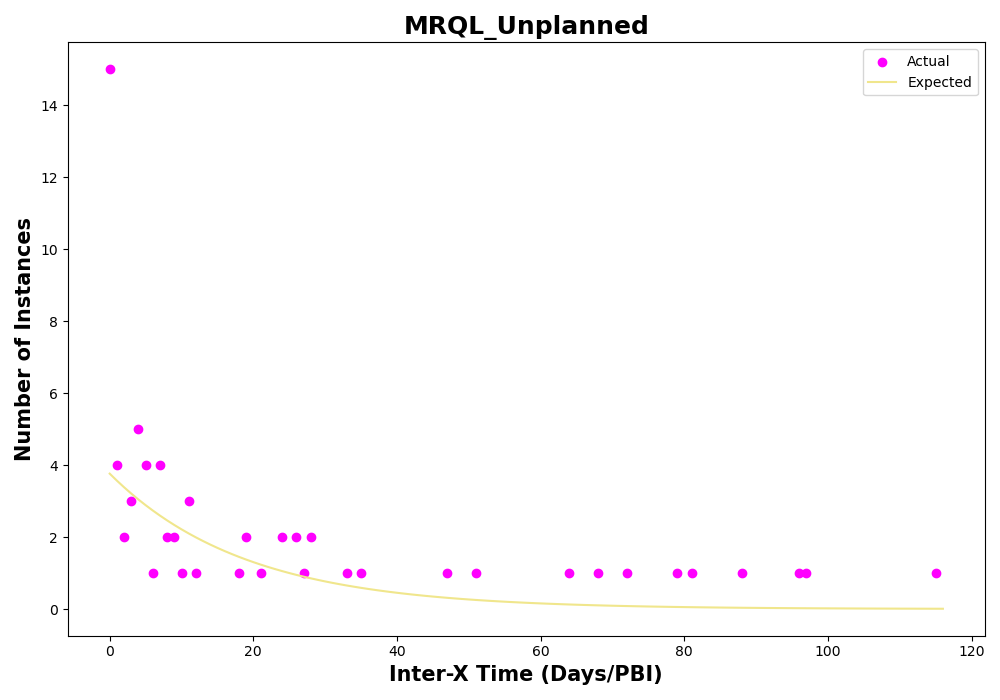 MRQL_Unplanned
Actual
Expected
Number of Instances
14
12
10
8
6
4
2
0
0 20 40 60 80 100 120
Inter-X Time (Days/PBI)